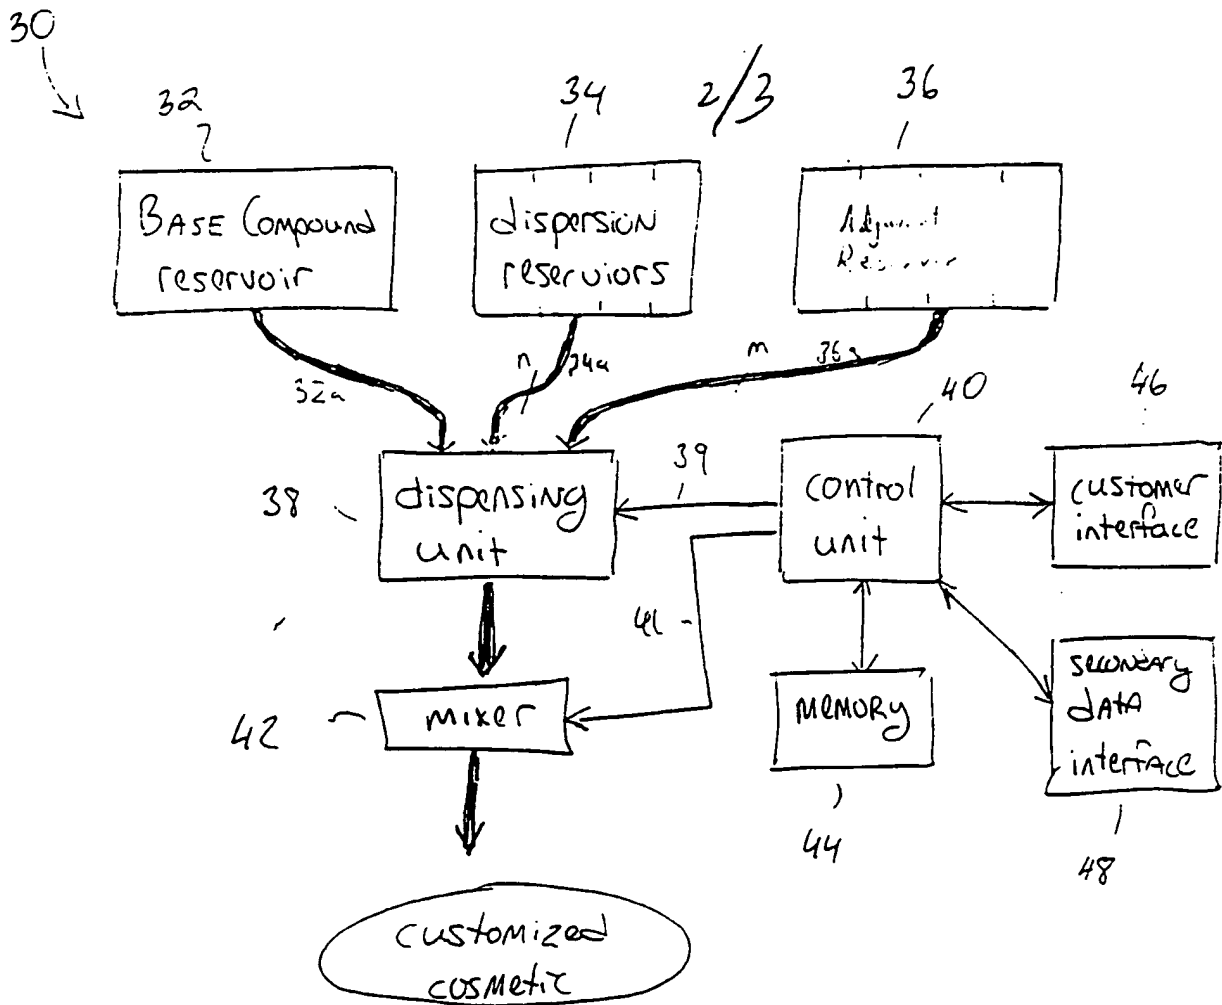 30
32
34
2/3
36
BASE Compound
reservoir
dispersion
reserviors
32a
n
m
40
46
38
dispensing
unit
39
control
unit
customer
interface
41
42
mixer
MEMORY
secondary
DATA
interface
44
48
customized
cosmetic